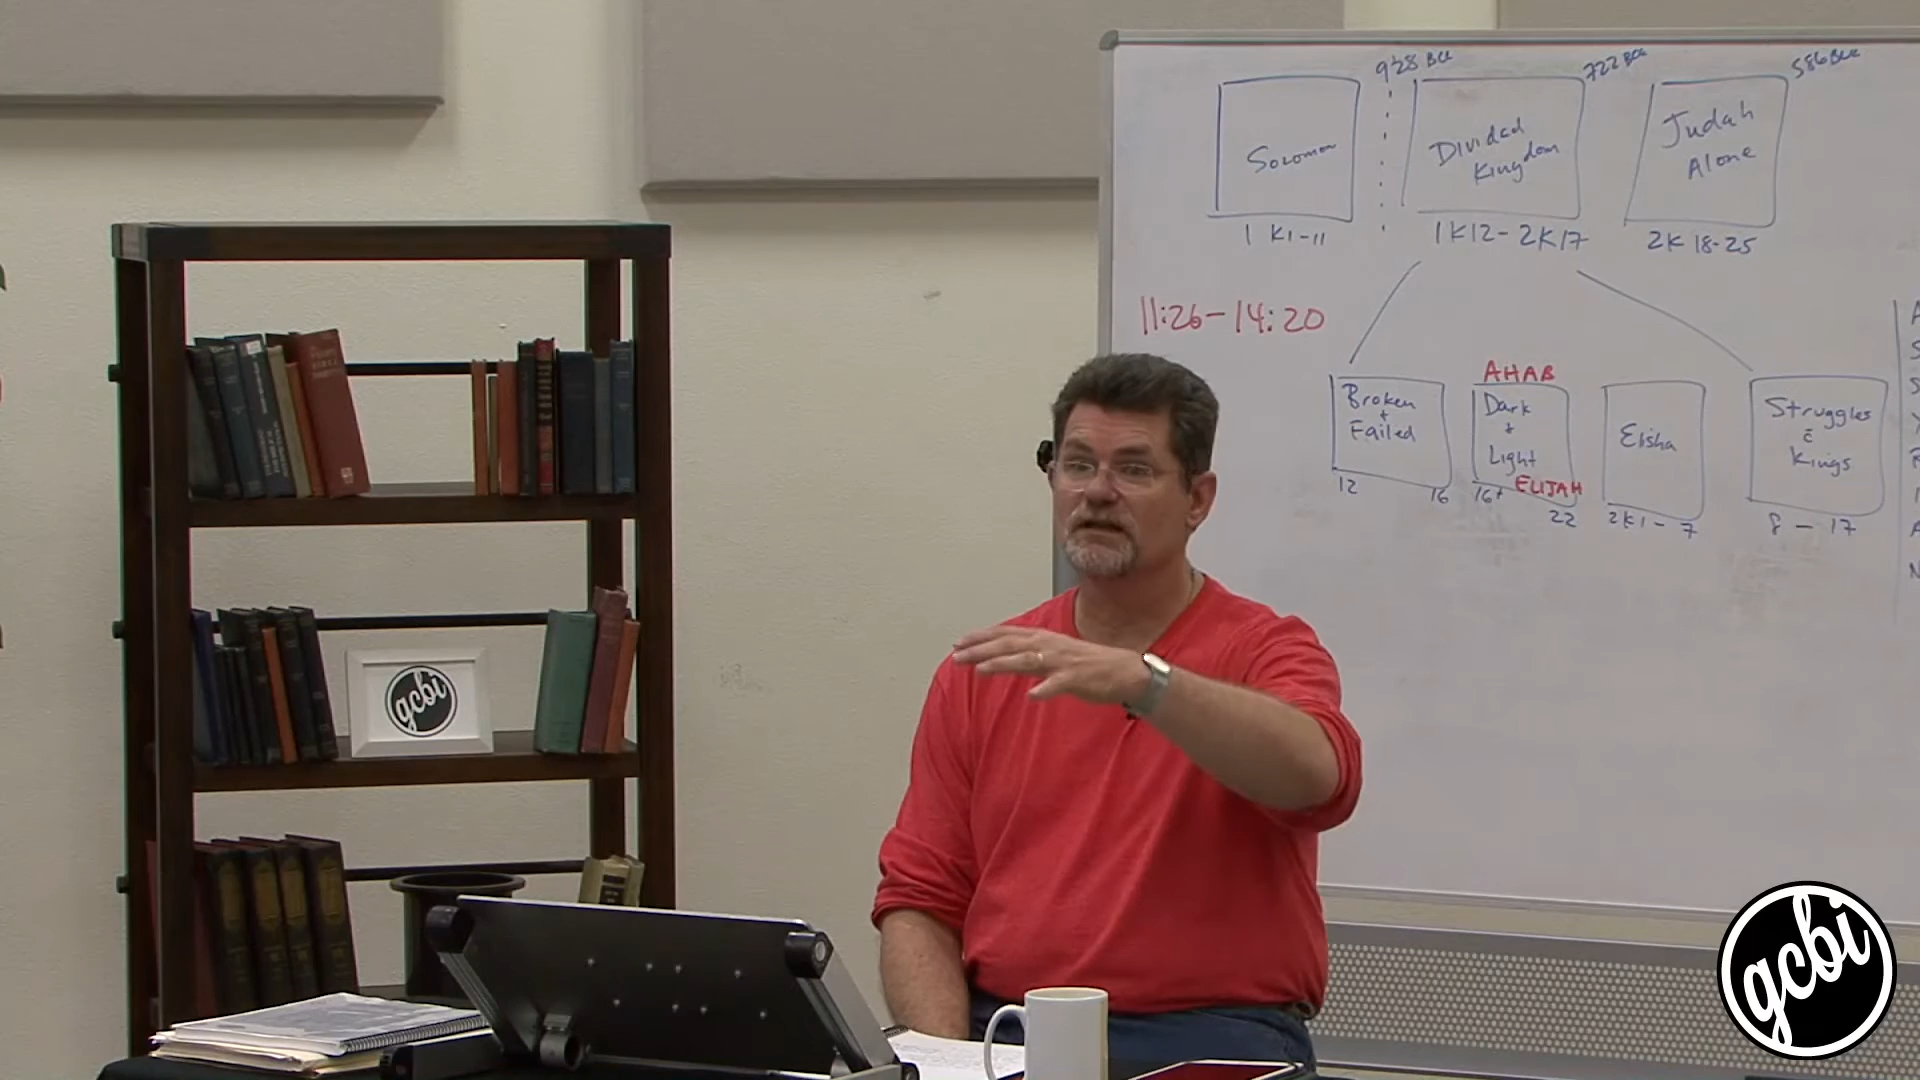 928 BCE
722 BCE
586 BCE
Solomon
Divided
Kingdom
Judah
Alone
1 K1-11
1K12- 2K17
2K 18-25
11:26-14:20
Broken
+
Failed
12
16
AHAB
Dark
+
Light
ELIJAH
16+
22
Elisha
2K1 - 7
Struggles
c̄
Kings
8 - 17
gcbi
gcbi